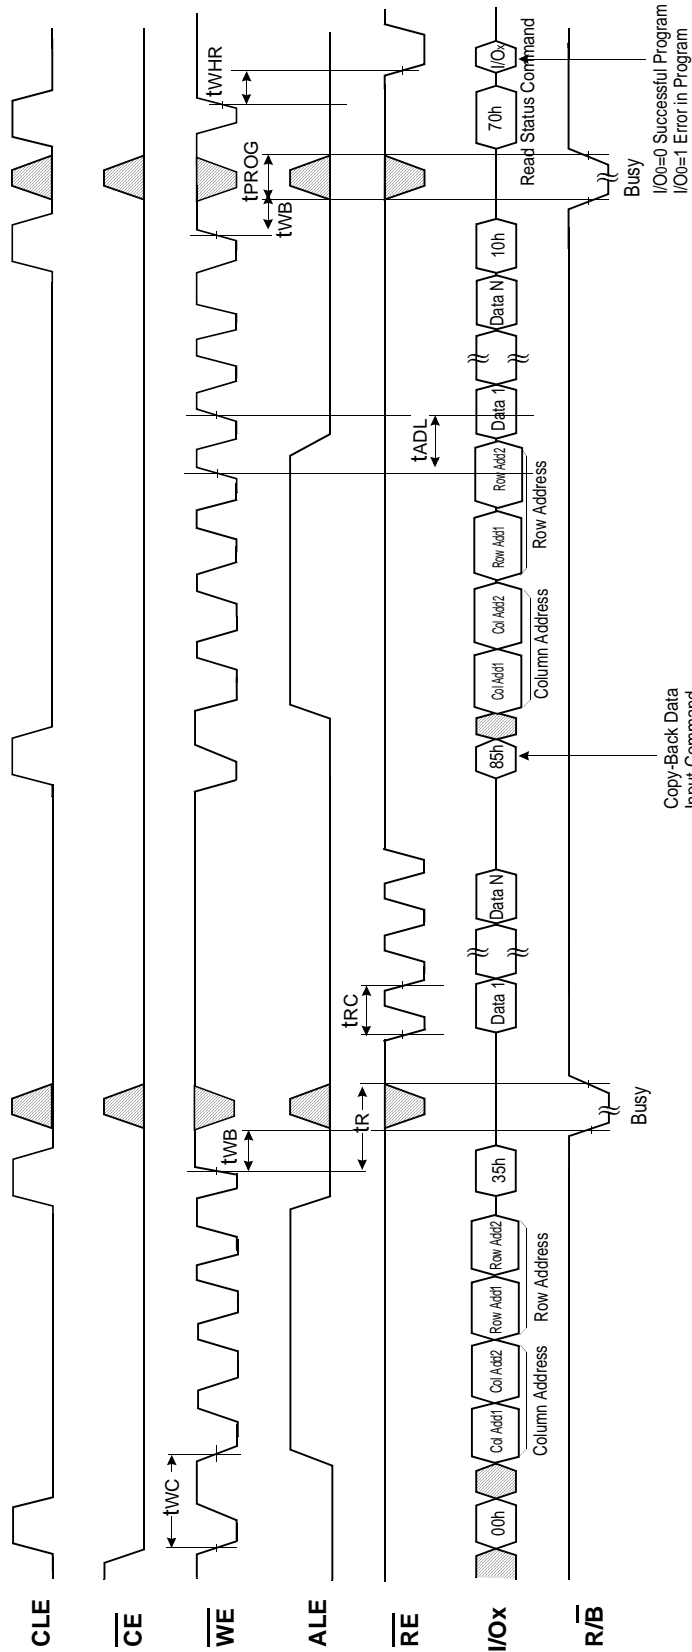 CLE
CE
WE
ALE
RE
I/Ox
R/B
tWC
tWB
tWB
tPROG
tWHR
tADL
tR
tRC
00h
Col Add1
Col Add2
Row Add1
Row Add2
35h
Data 1
Data N
85h
Col Add1
Col Add2
Row Add1
Row Add2
Data 1
Data N
10h
70h
I/Ox
Column Address
Row Address
Column Address
Row Address
Read Status Command
Busy
Busy
Copy-Back Data
Input Command
I/O0=0 Successful Program
I/O0=1 Error in Program